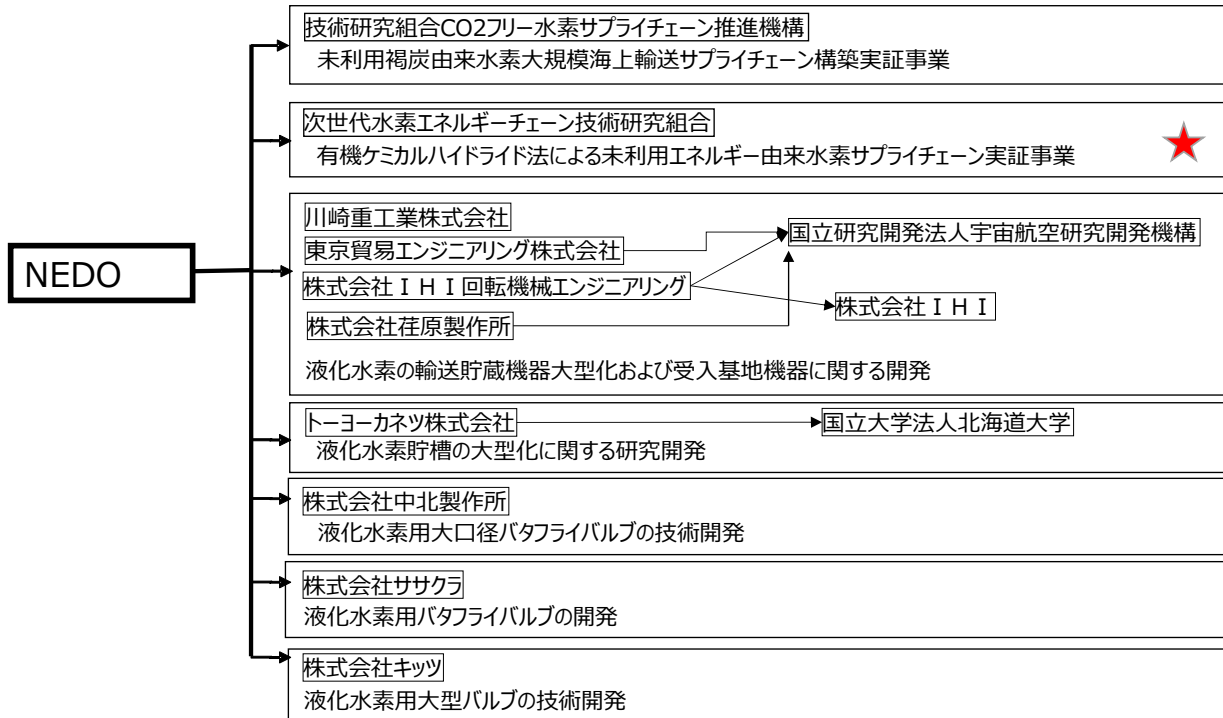 技術研究組合CO2フリー水素サプライチェーン推進機構
未利用褐炭由来水素大規模海上輸送サプライチェーン構築実証事業
次世代水素エネルギーチェーン技術研究組合
有機ケミカルハイドライド法による未利用エネルギー由来水素サプライチェーン実証事業
NEDO
川崎重工業株式会社
東京貿易エンジニアリング株式会社
国立研究開発法人宇宙航空研究開発機構
株式会社ＩＨＩ回転機械エンジニアリング
株式会社ＩＨＩ
株式会社荏原製作所
液化水素の輸送貯蔵機器大型化および受入基地機器に関する開発
トーヨーカネツ株式会社
国立大学法人北海道大学
液化水素貯槽の大型化に関する研究開発
株式会社中北製作所
液化水素用大口径バタフライバルブの技術開発
株式会社ササクラ
液化水素用バタフライバルブの開発
株式会社キッツ
液化水素用大型バルブの技術開発